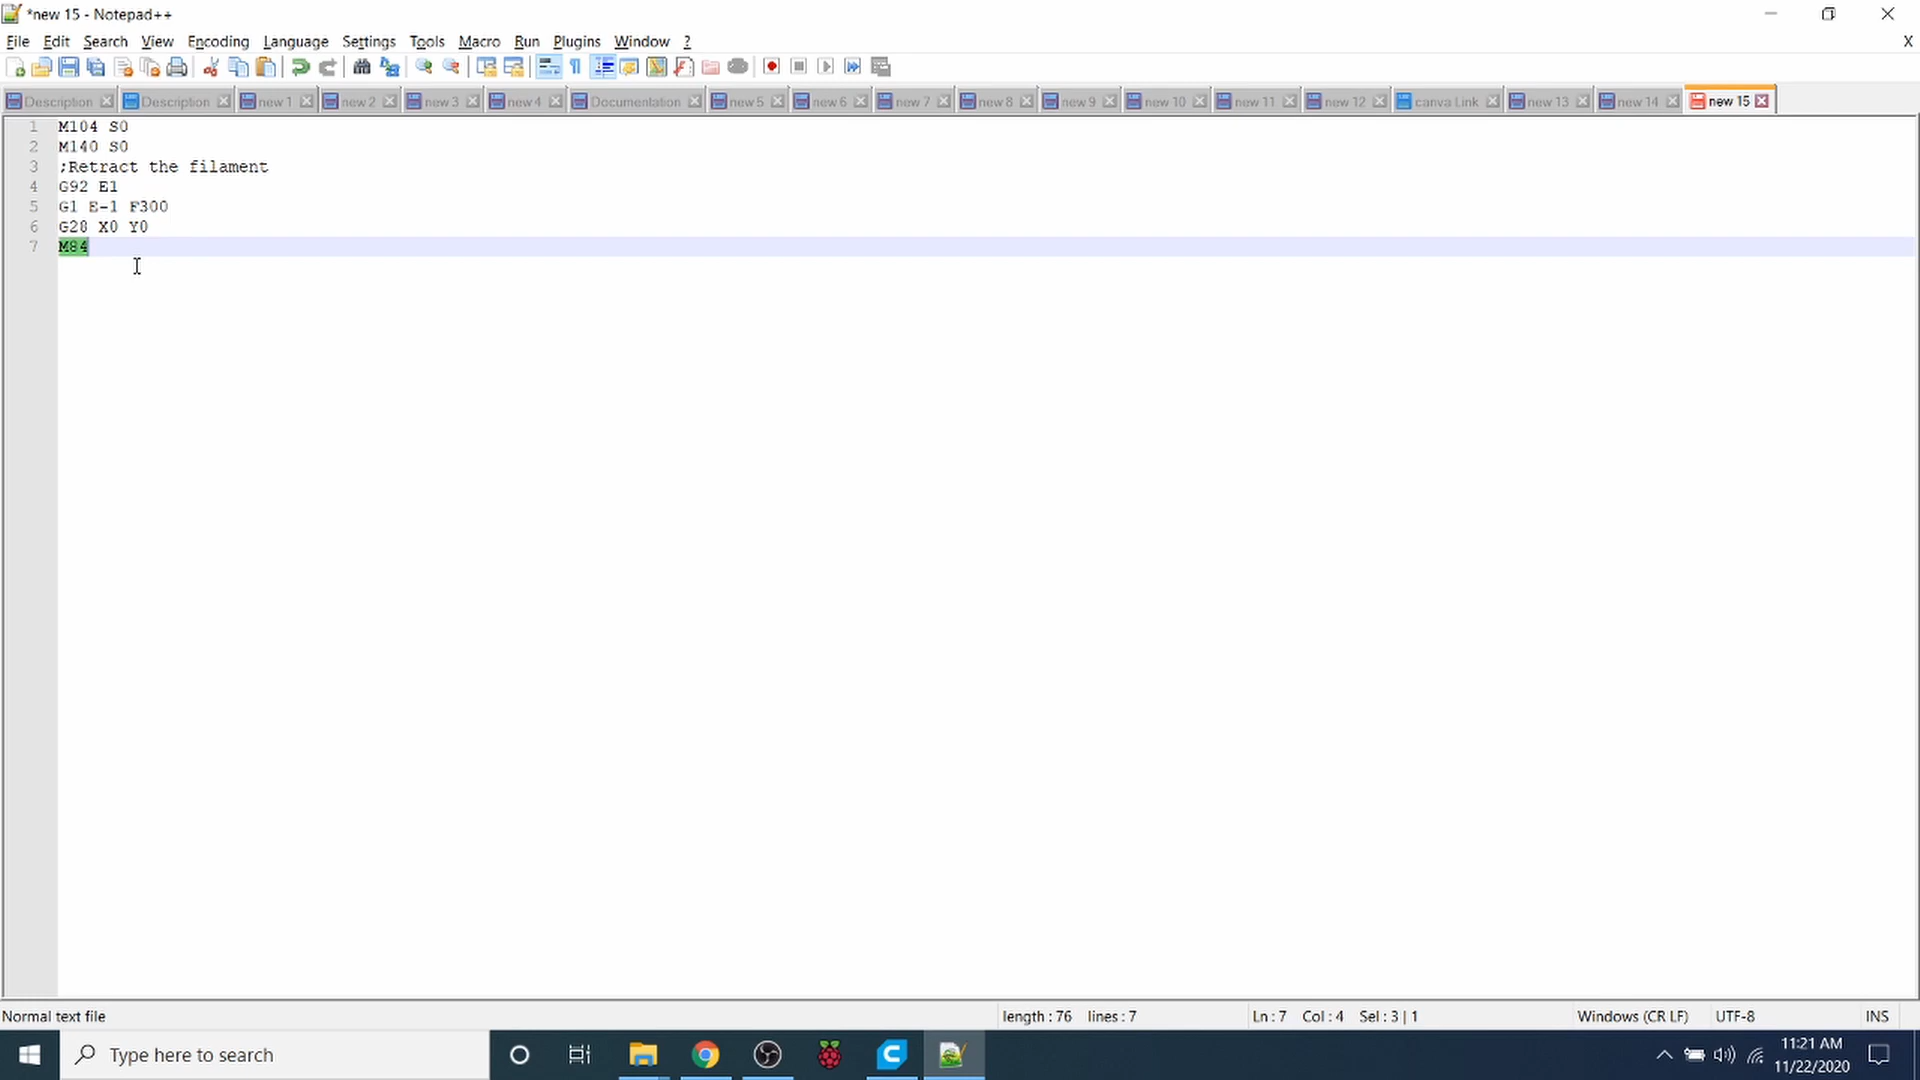 *new 15 - Notepad++
File Edit Search View Encoding Language Settings Tools Macro Run Plugins Window ? X
Description Description new 1 new 2 new 3 new 4 Documentation new 5 new 6 new 7 new 8 new 9 new 10 new 11 new 12 canva Link new 13 new 14 new 15
1 M104 S0
2 M140 S0
3 ;Retract the filament
4 G92 E1
5 G1 E-1 F300
6 G28 X0 Y0
7 M84
Normal text file length : 76 lines : 7 Ln : 7 Col : 4 Sel : 3 | 1 Windows (CR LF) UTF-8 INS
Type here to search
11:21 AM
11/22/2020